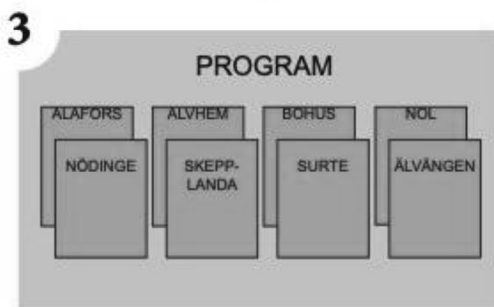 3
PROGRAM
ALAFORS ALVHEM BOHUS NOL
NÖDINGE SKEPP- SURTE ÄLVÄNGEN
LANDA